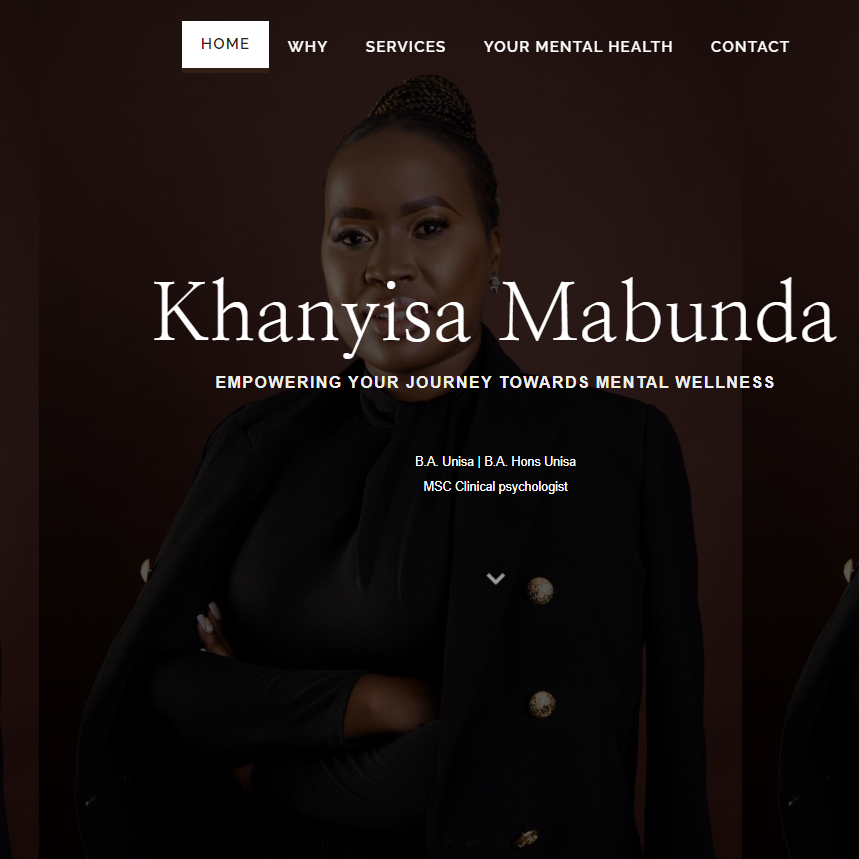 HOME WHY SERVICES YOUR MENTAL HEALTH CONTACT
Khanyisa Mabunda
EMPOWERING YOUR JOURNEY TOWARDS MENTAL WELLNESS
B.A. Unisa | B.A. Hons Unisa
MSC Clinical psychologist